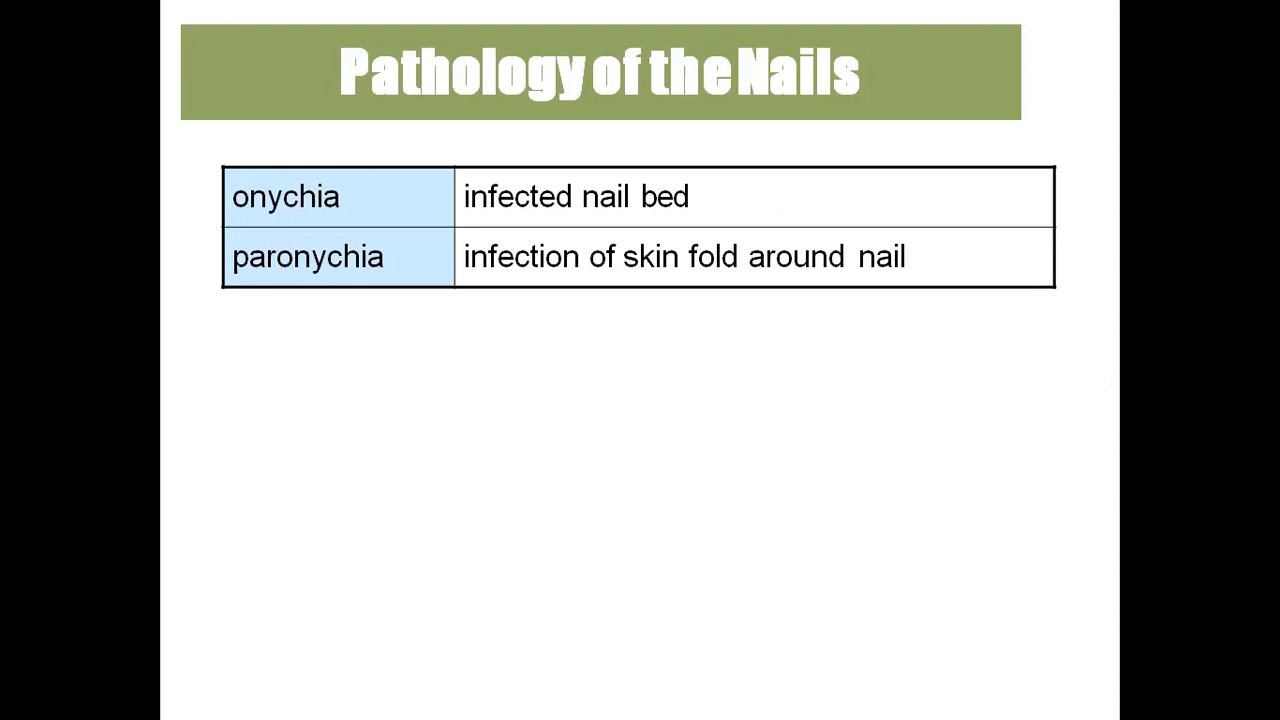 Pathology of the Nails
onychia infected nail bed
paronychia infection of skin fold around nail